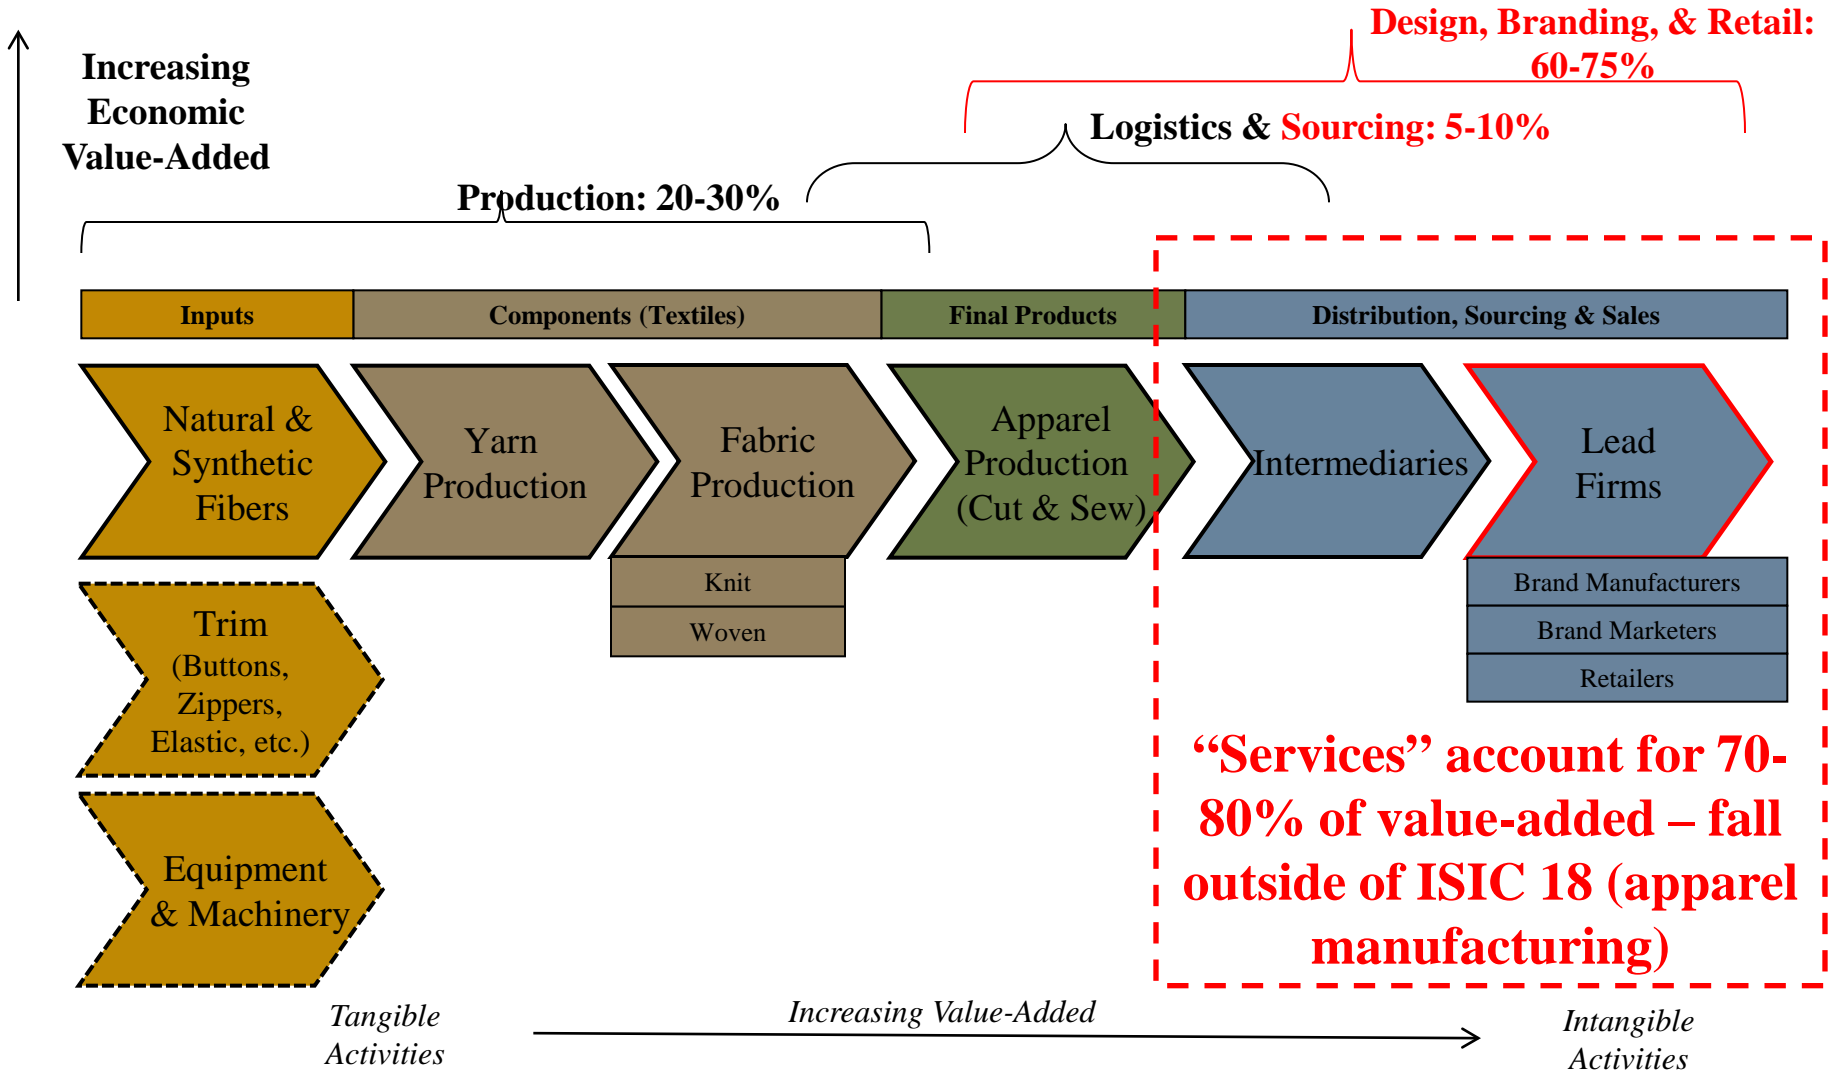 Design, Branding, & Retail:
60-75%
Increasing
Economic
Value-Added
Logistics & Sourcing: 5-10%
Production: 20-30%
Inputs
Components (Textiles)
Final Products
Distribution, Sourcing & Sales
Natural &
Synthetic
Fibers
Yarn
Production
Fabric
Production
Apparel
Production
(Cut & Sew)
Intermediaries
Lead
Firms
Knit
Woven
Brand Manufacturers
Brand Marketers
Retailers
Trim
(Buttons,
Zippers,
Elastic, etc.)
Equipment
& Machinery
“Services” account for 70-
80% of value-added – fall
outside of ISIC 18 (apparel
manufacturing)
Tangible
Activities
Increasing Value-Added
Intangible
Activities